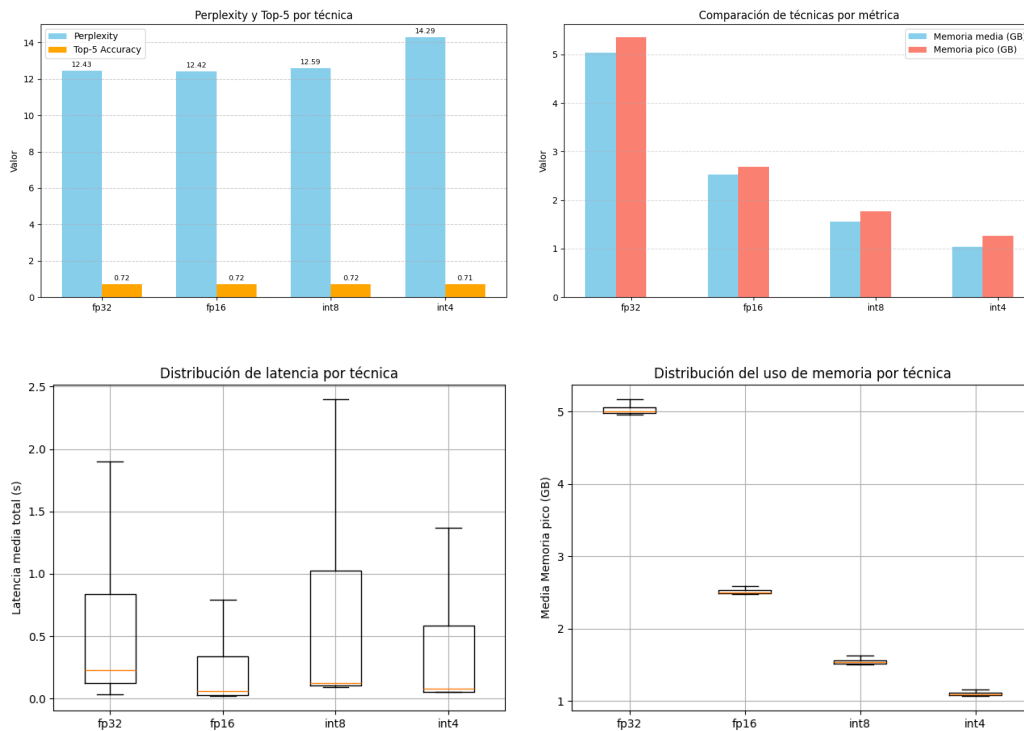 Perplexity y Top-5 por técnica
Perplexity
Top-5 Accuracy
Valor
14
12
10
8
6
4
2
0
12.43
12.42
12.59
14.29
0.72
0.72
0.72
0.71
fp32
fp16
int8
int4
Comparación de técnicas por métrica
Memoria media (GB)
Memoria pico (GB)
Valor
5
4
3
2
1
0
fp32
fp16
int8
int4
Distribución de latencia por técnica
Latencia media total (s)
2.5
2.0
1.5
1.0
0.5
0.0
fp32
fp16
int8
int4
Distribución del uso de memoria por técnica
Media Memoria pico (GB)
5
4
3
2
1
fp32
fp16
int8
int4